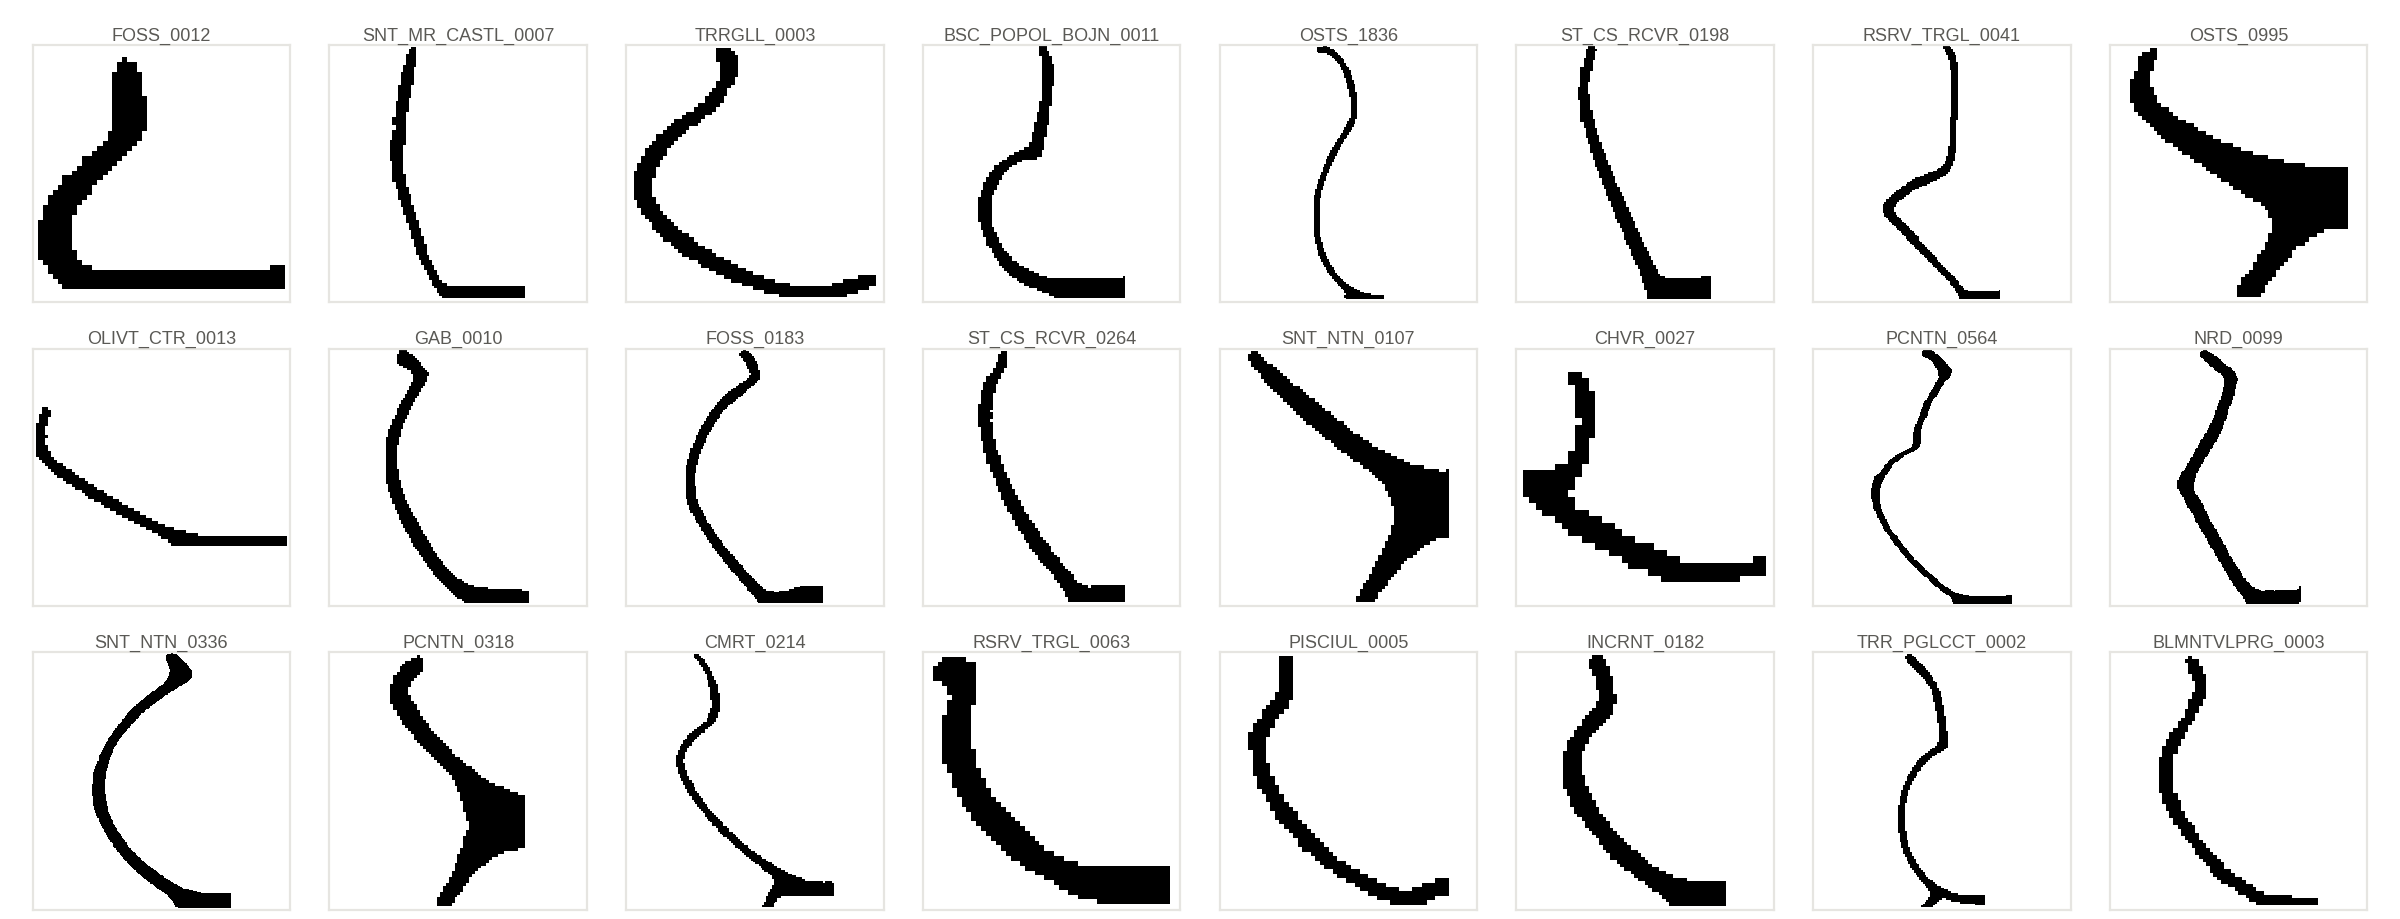 FOSS_0012 SNT_MR_CASTL_0007 TRRGLL_0003 BSC_POPOL_BOJN_0011 OSTS_1836 ST_CS_RCVR_0198 RSRV_TRGL_0041 OSTS_0995
OLIVT_CTR_0013 GAB_0010 FOSS_0183 ST_CS_RCVR_0264 SNT_NTN_0107 CHVR_0027 PCNTN_0564 NRD_0099
SNT_NTN_0336 PCNTN_0318 CMRT_0214 RSRV_TRGL_0063 PISCIUL_0005 INCRNT_0182 TRR_PGLCCT_0002 BLMNTVLPRG_0003